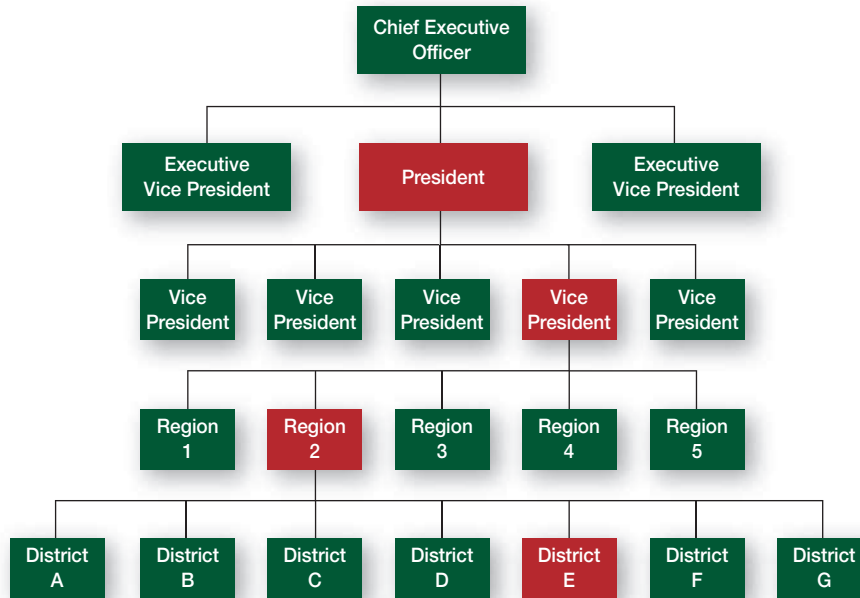 Chief Executive
Officer
Executive
Vice President
President
Executive
Vice President
Vice
President
Vice
President
Vice
President
Vice
President
Vice
President
Region
1
Region
2
Region
3
Region
4
Region
5
District
A
District
B
District
C
District
D
District
E
District
F
District
G